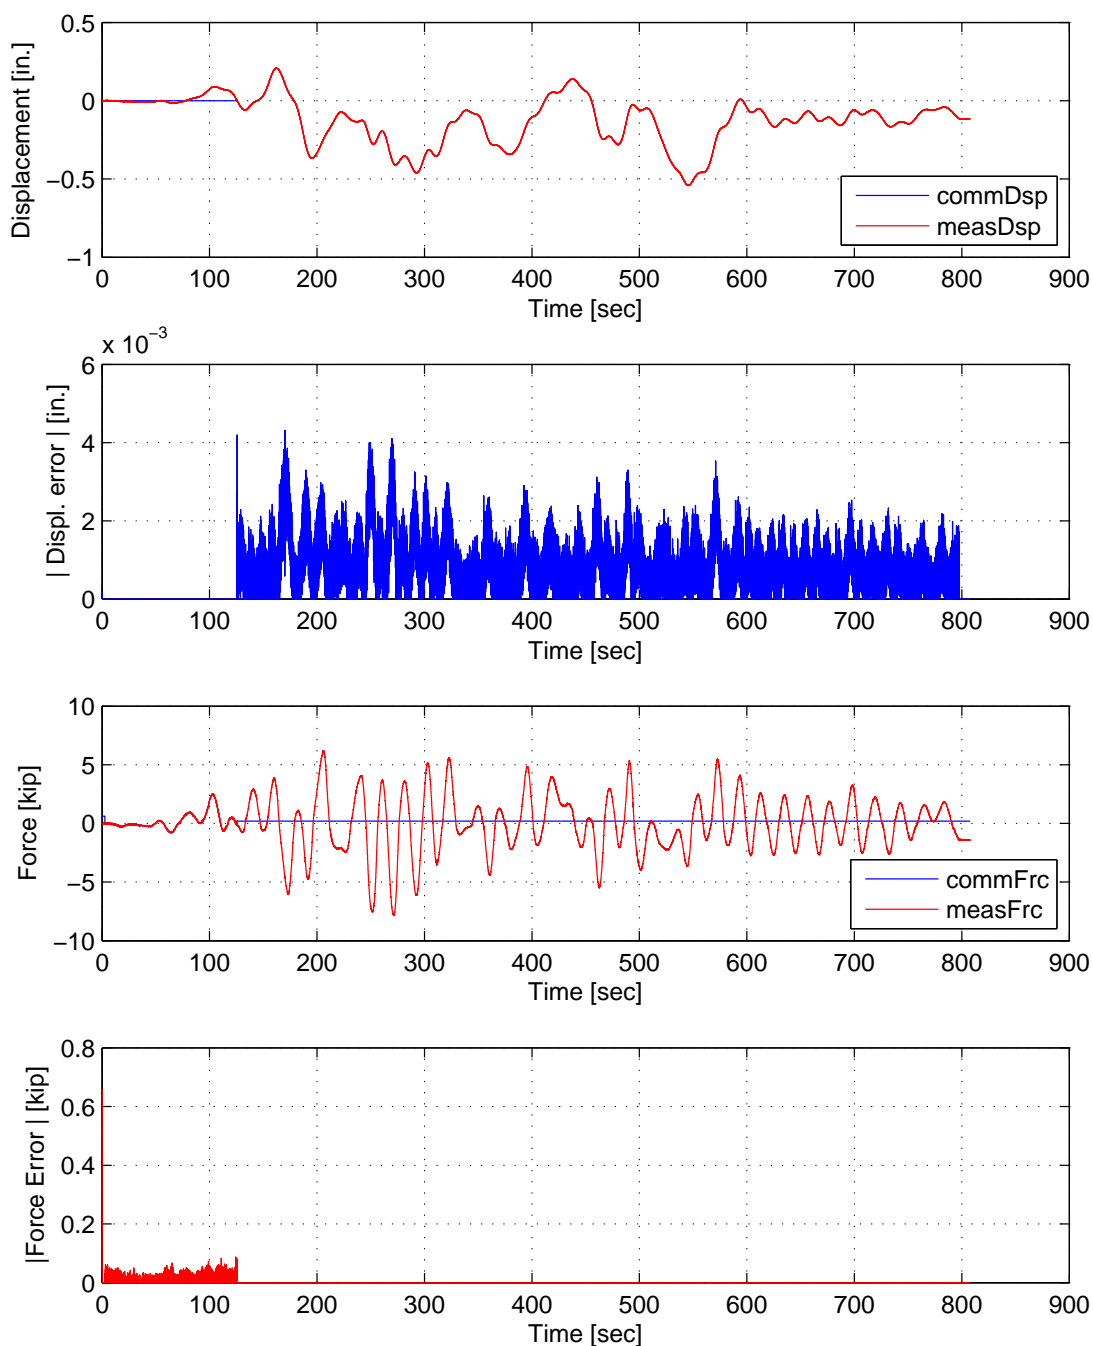 0.5
0
−0.5
−1
Displacement [in.]
commDsp
measDsp
0 100 200 300 400 500 600 700 800 900
Time [sec]
x 10−3
6
4
2
0
| Displ. error | [in.]
0 100 200 300 400 500 600 700 800 900
Time [sec]
10
5
0
−5
−10
Force [kip]
commFrc
measFrc
0 100 200 300 400 500 600 700 800 900
Time [sec]
0.8
0.6
0.4
0.2
0
|Force Error | [kip]
0 100 200 300 400 500 600 700 800 900
Time [sec]